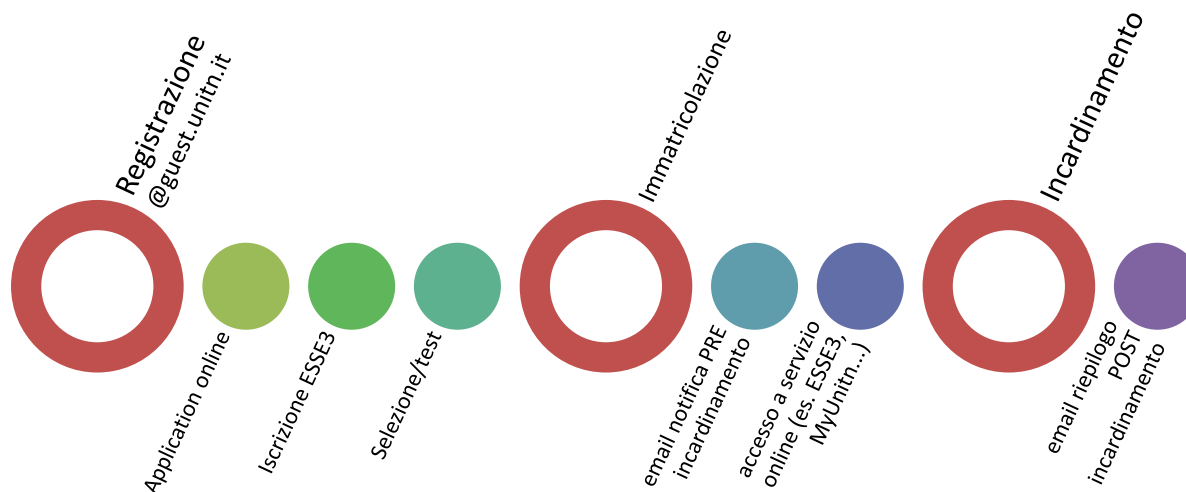 Registrazione
@guest.unitn.it
Application online
Iscrizione ESSE3
Selezione/test
Immatricolazione
email notifica PRE
incardinamento
accesso a servizio
online (es. ESSE3,
MyUnitn...)
Incardinamento
email riepilogo
POST
incardinamento